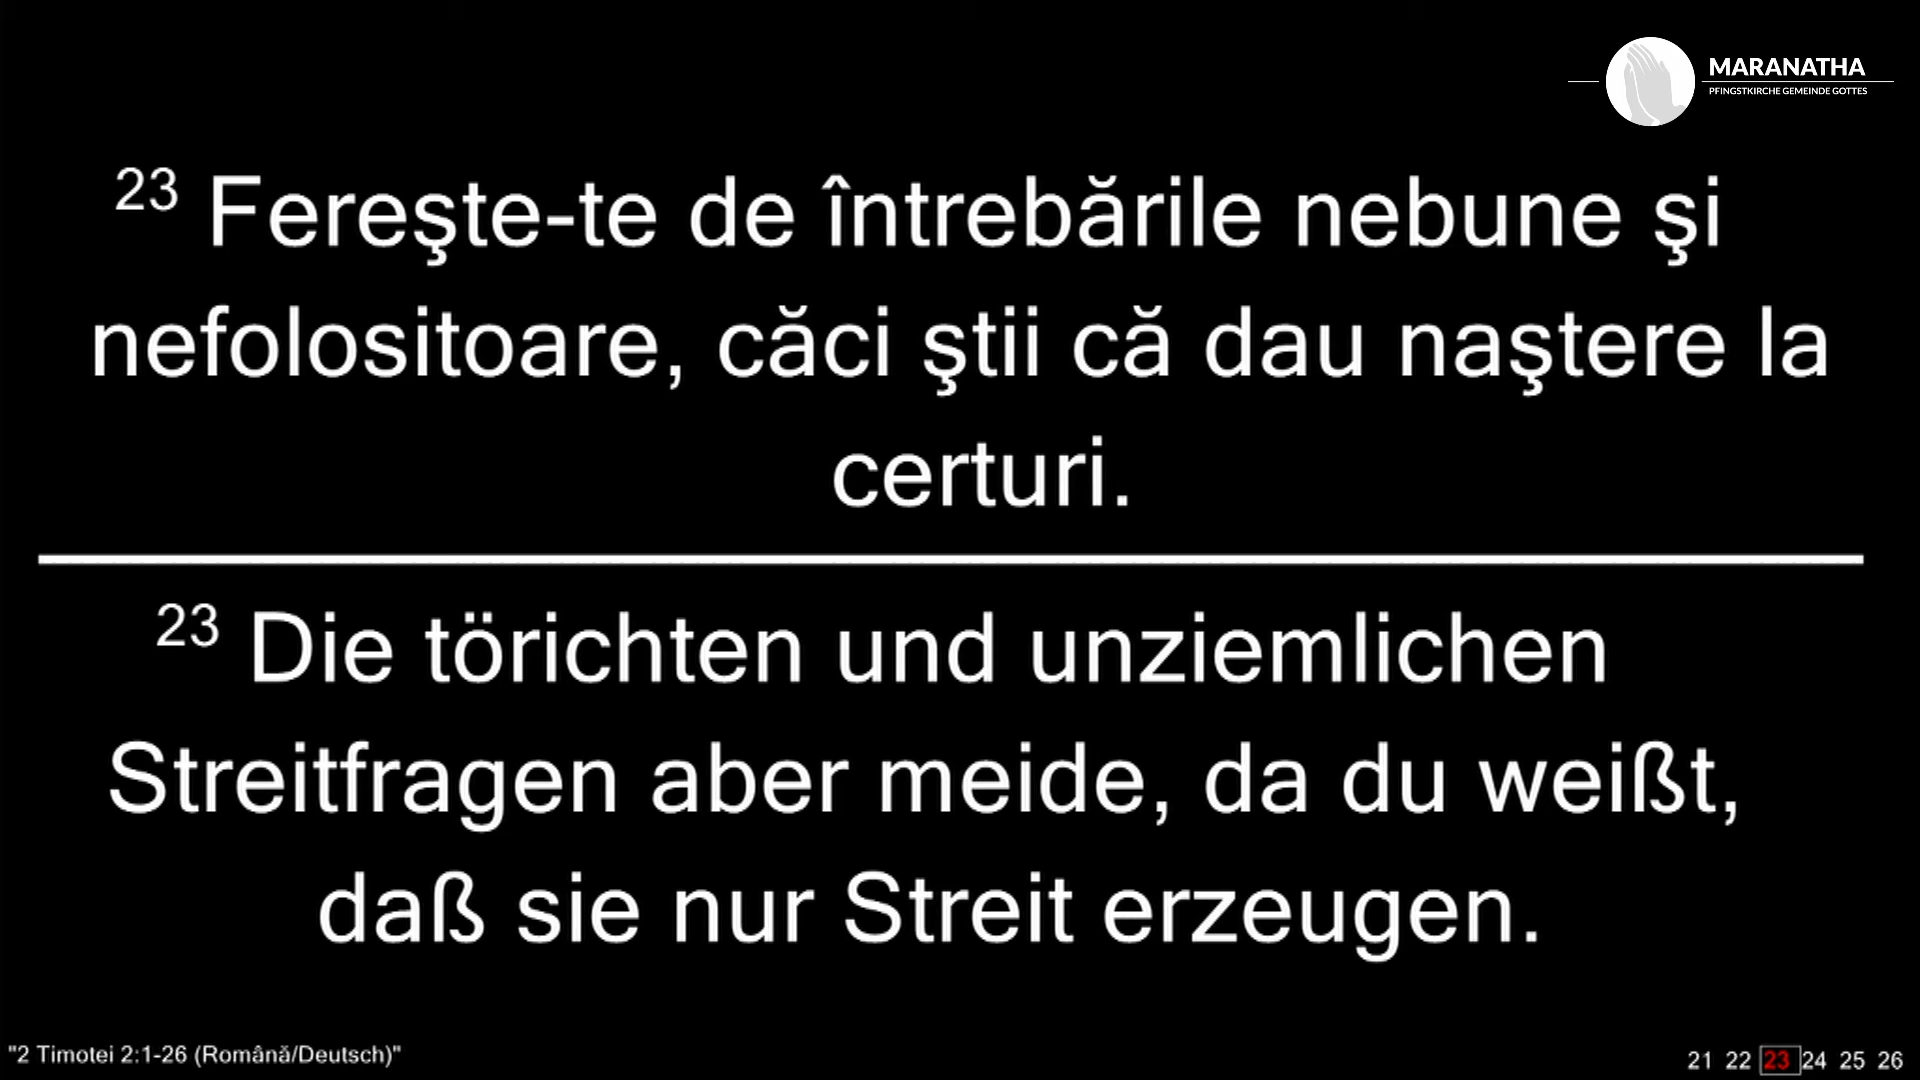 MARANATHA
PFINGSTKIRCHE GEMEINDE GOTTES
23 Fereşte-te de întrebările nebune şi
nefolositoare, căci ştii că dau naştere la
certuri.
23 Die törichten und unziemlichen
Streitfragen aber meide, da du weißt,
daß sie nur Streit erzeugen.
"2 Timotei 2:1-26 (Română/Deutsch)"
21 22 23 24 25 26